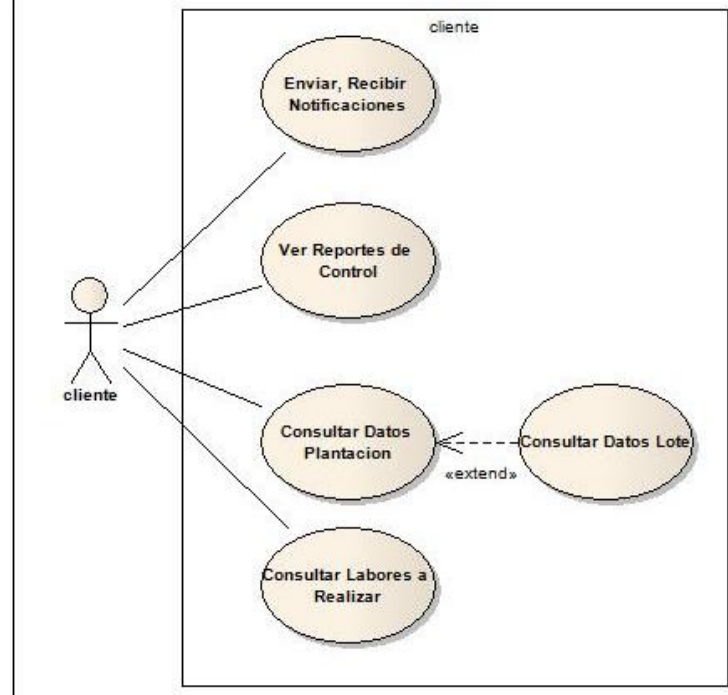 cliente
Enviar, Recibir
Notificaciones
Ver Reportes de
Control
cliente
Consultar Datos
Plantacion
«extend»
Consultar Datos Lote
Consultar Labores a
Realizar